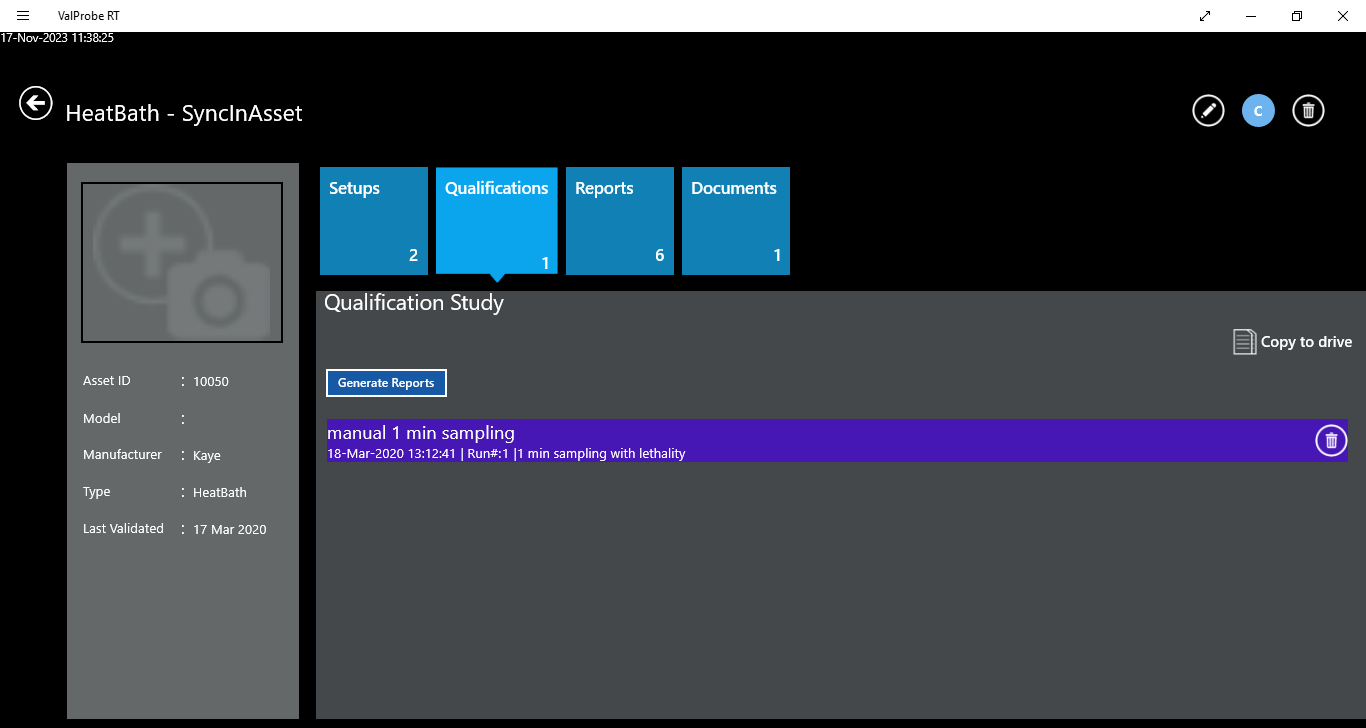 ValProbe RT
17-Nov-2023 11:38:25
HeatBath - SyncInAsset
C
Setups
2
Qualifications
1
Reports
6
Documents
1
Asset ID : 10050
Model :
Manufacturer : Kaye
Type : HeatBath
Last Validated : 17 Mar 2020
Qualification Study
Copy to drive
Generate Reports
manual 1 min sampling
18-Mar-2020 13:12:41 | Run#:1 |1 min sampling with lethality